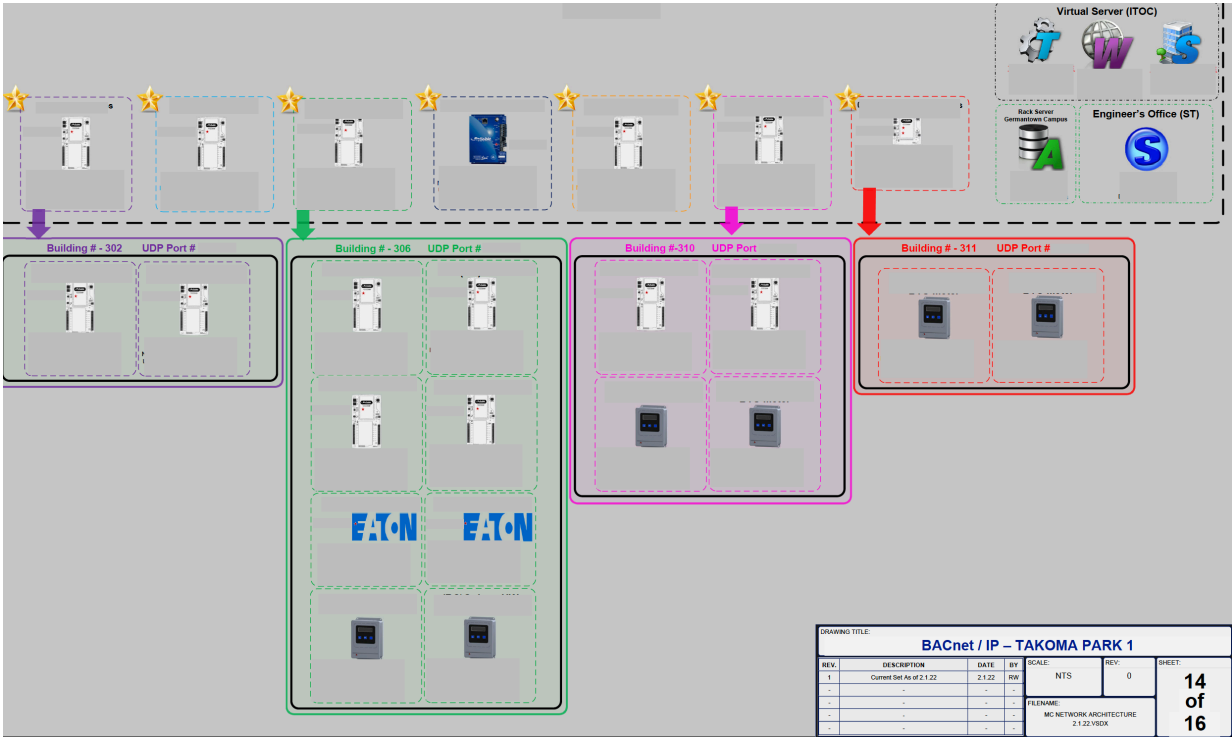 Virtual Server (ITOC)
T
W
S
Rack Server
Germantown Campus
A
Engineer's Office (ST)
S
Building # - 302 UDP Port #
Building # - 306 UDP Port #
Building #-310 UDP Port
Building # - 311 UDP Port #
EATON
EATON
DRAWING TITLE:
BACnet / IP – TAKOMA PARK 1
REV. DESCRIPTION DATE BY
1 Current Set As of 2.1.22 2.1.22 RW
- - - -
- - - -
- - - -
- - - -
SCALE:
NTS
REV:
0
FILENAME:
MC NETWORK ARCHITECTURE
2.1.22.VSDX
SHEET:
14
of
16